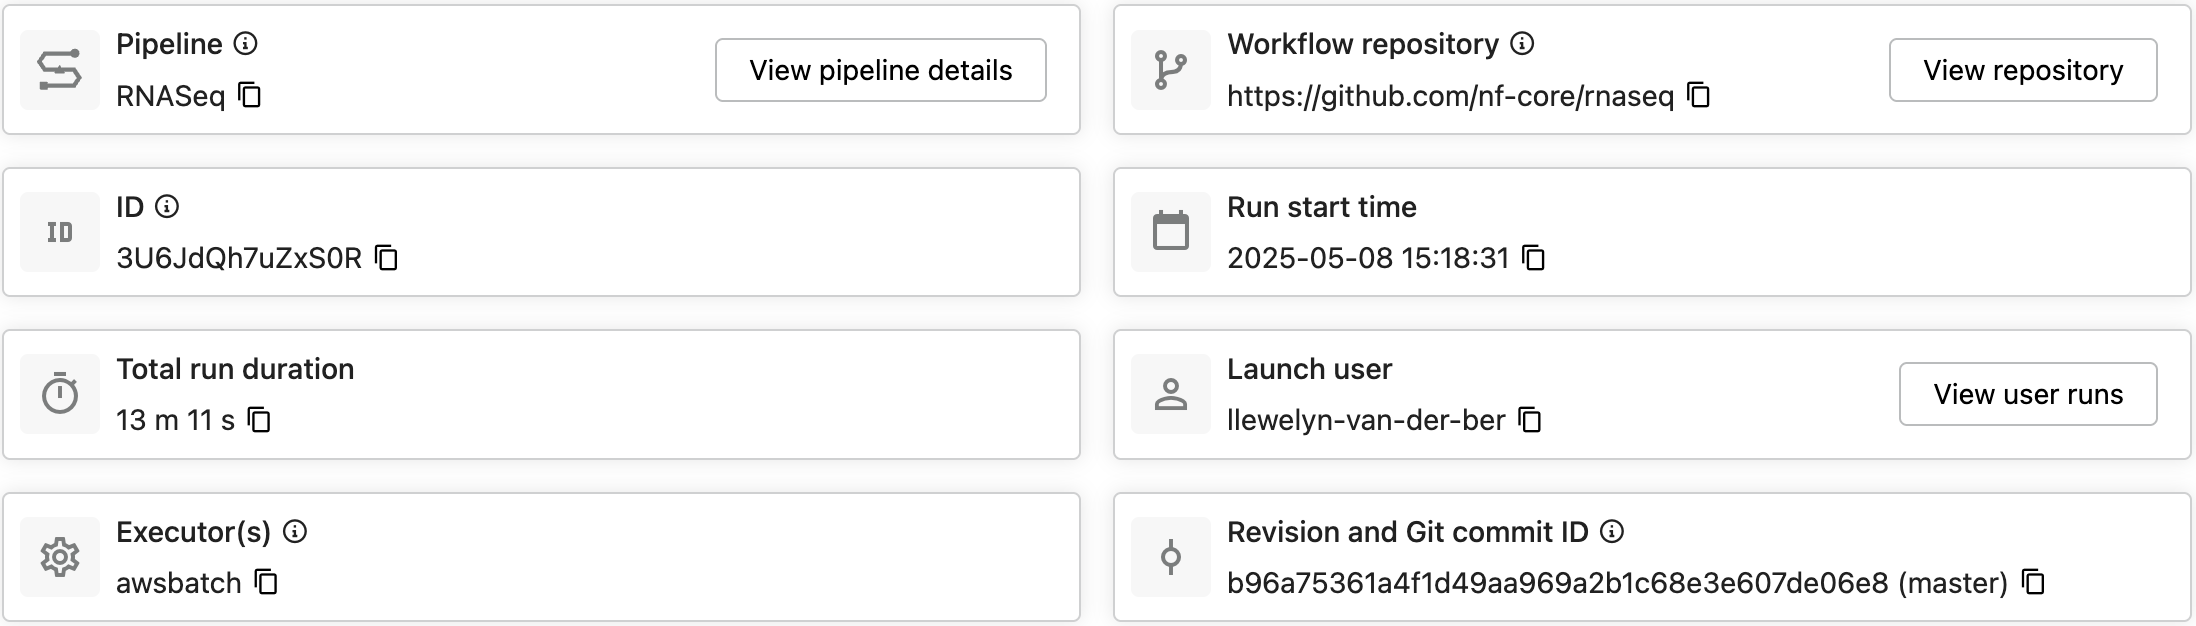 Pipeline
RNASeq
View pipeline details
Workflow repository
https://github.com/nf-core/rnaseq
View repository
ID
ID
3U6JdQh7uZxS0R
Run start time
2025-05-08 15:18:31
Total run duration
13 m 11 s
Launch user
llewelyn-van-der-ber
View user runs
Executor(s)
awsbatch
Revision and Git commit ID
b96a75361a4f1d49aa969a2b1c68e3e607de06e8 (master)